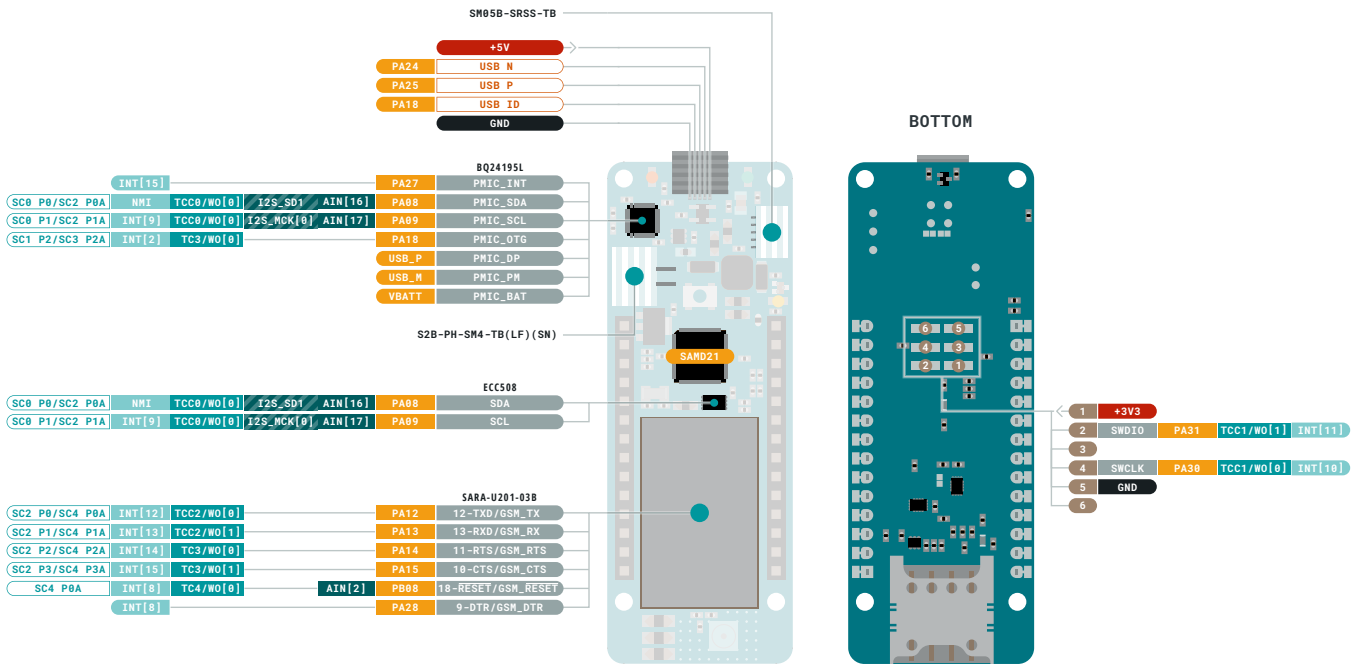 SM05B-SRSS-TB
+5V
PA24 USB N
PA25 USB P
PA18 USB ID
GND
BOTTOM
BQ24195L
INT[15] PA27 PMIC_INT
SC0 P0/SC2 P0A NMI TCC0/WO[0] I2S_SD1 AIN[16] PA08 PMIC_SDA
SC0 P1/SC2 P1A INT[9] TCC0/WO[0] I2S_MCK[0] AIN[17] PA09 PMIC_SCL
SC1 P2/SC3 P2A INT[2] TC3/WO[0] PA18 PMIC_OTG
USB_P PMIC_DP
USB_M PMIC_PM
VBATT PMIC_BAT
S2B-PH-SM4-TB(LF)(SN)
SAMD21
6 5
4 3
2 1
ECC508
SC0 P0/SC2 P0A NMI TCC0/WO[0] I2S_SD1 AIN[16] PA08 SDA
SC0 P1/SC2 P1A INT[9] TCC0/WO[0] I2S_MCK[0] AIN[17] PA09 SCL
1 +3V3
2 SWDIO PA31 TCC1/WO[1] INT[11]
3
4 SWCLK PA30 TCC1/WO[0] INT[10]
5 GND
6
SARA-U201-03B
SC2 P0/SC4 P0A INT[12] TCC2/WO[0] PA12 12-TXD/GSM_TX
SC2 P1/SC4 P1A INT[13] TCC2/WO[1] PA13 13-RXD/GSM_RX
SC2 P2/SC4 P2A INT[14] TC3/WO[0] PA14 11-RTS/GSM_RTS
SC2 P3/SC4 P3A INT[15] TC3/WO[1] PA15 10-CTS/GSM_CTS
SC4 P0A INT[8] TC4/WO[0] AIN[2] PB08 18-RESET/GSM_RESET
INT[8] PA28 9-DTR/GSM_DTR